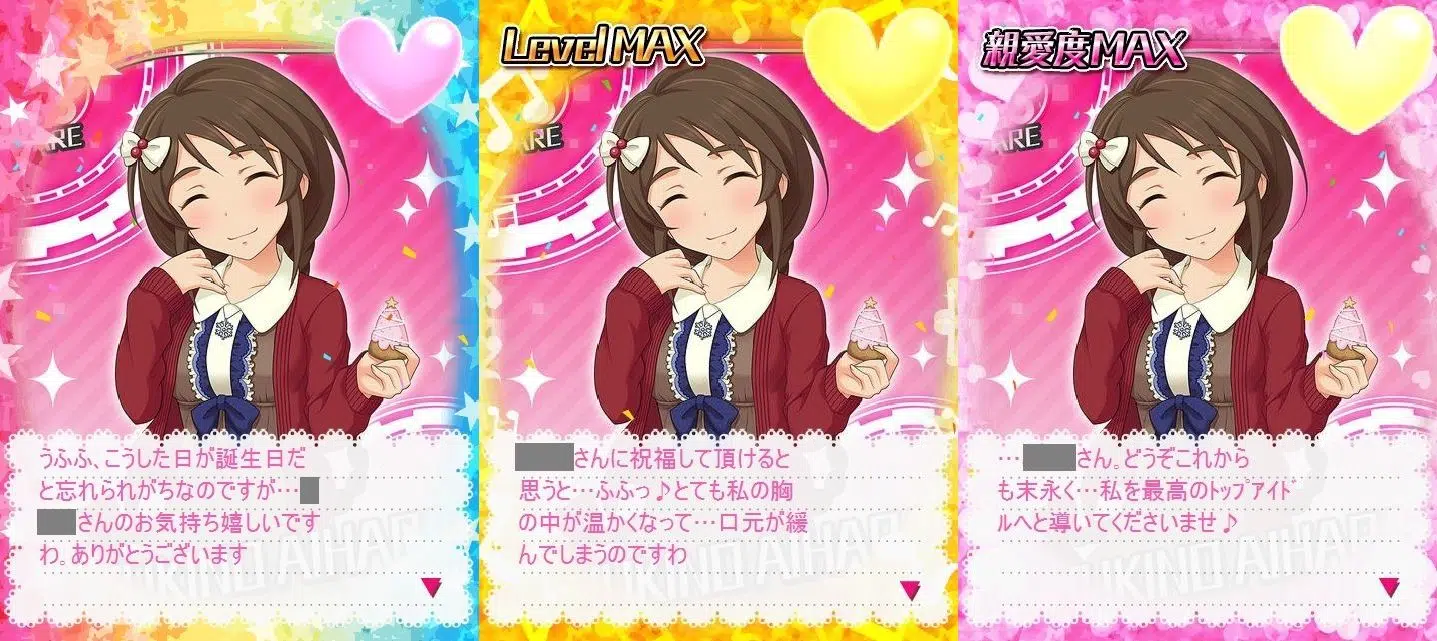 RE
うふふ、こうした日が誕生日だ
と忘れられがちなのですが…
さんのお気持ち嬉しいです
わ。ありがとうございます
Level MAX
ARE
さんに祝福して頂けると
思うと…ふふっ♪とても私の胸
の中が温かくなって…口元が緩
んでしまうのですわ
親愛度MAX
ARE
…さん。どうぞこれから
も末永く…私を最高のﾄｯﾌﾟｱｲﾄﾞ
ﾙへと導いてくださいませ♪